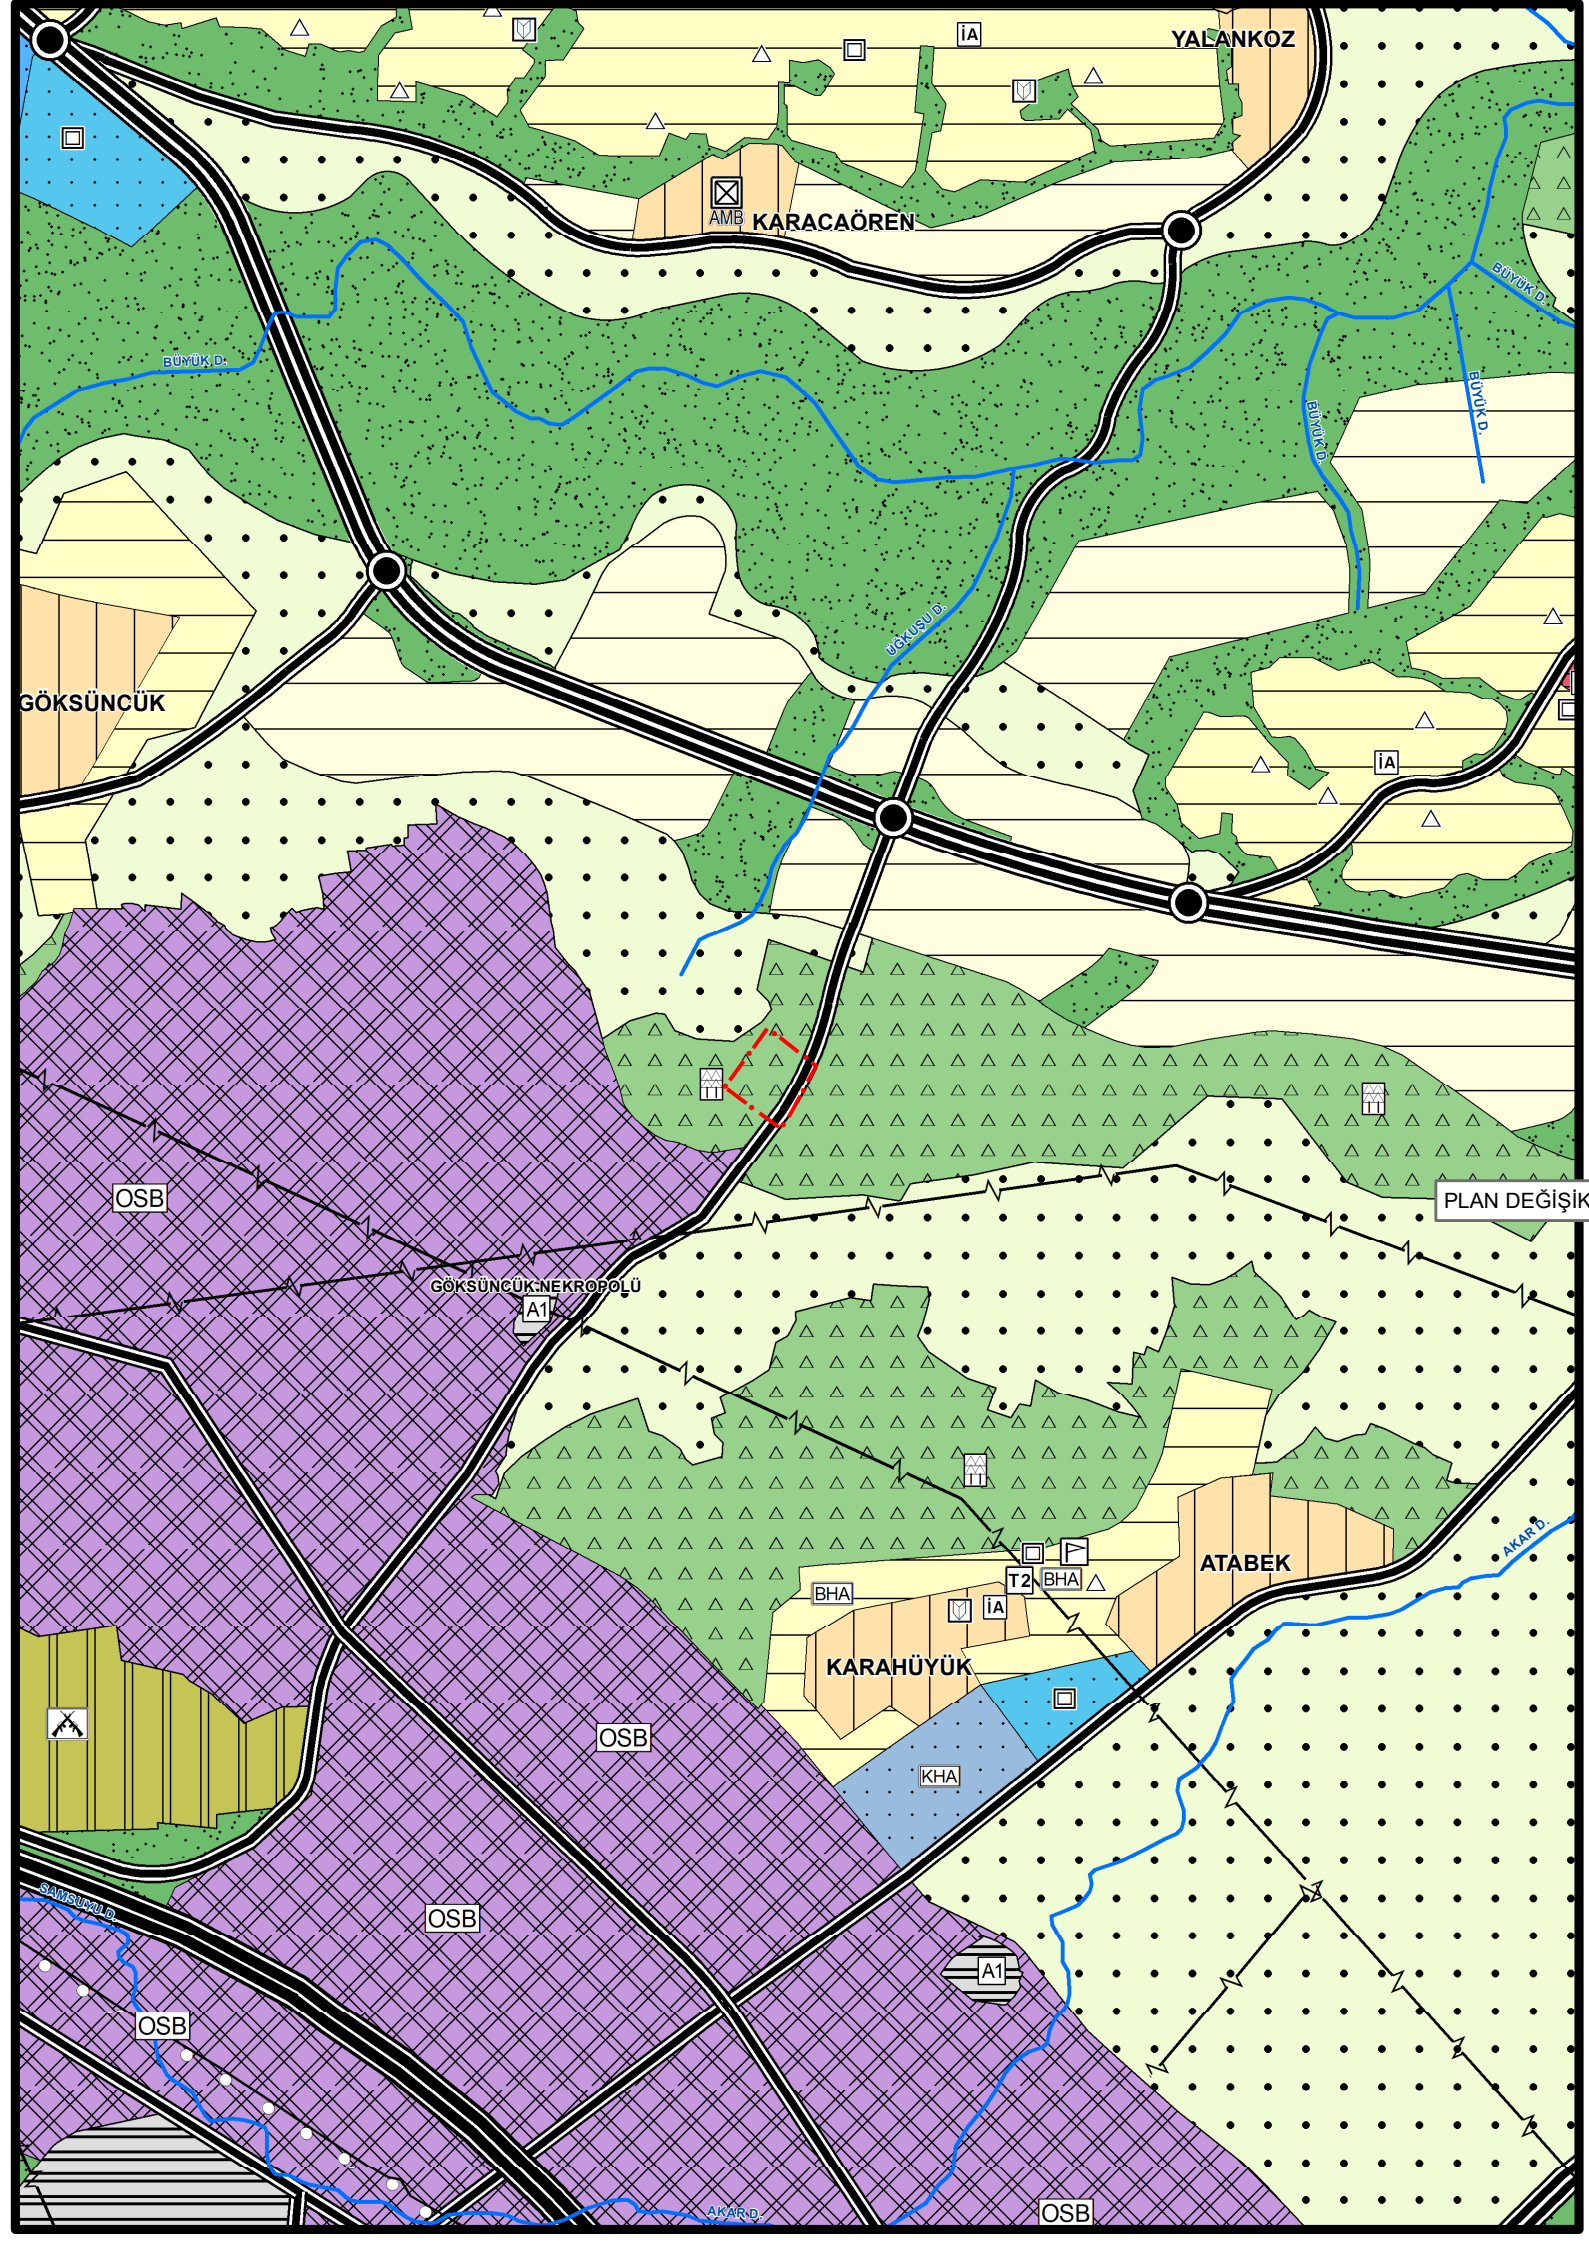 İA
YALANKOZ
AMB
KARACAÖREN
BÜYÜK D.
BÜYÜK D.
BÜYÜK D.
BÜYÜK D.
ÜĞKUŞU D.
GÖKSÜNCÜK
İA
OSB
PLAN DEĞİŞİK
GÖKSÜNCÜK NEKROPOLÜ
A1
AKAR D.
ATABEK
T2
BHA
BHA
İA
KARAHÜYÜK
OSB
KHA
SAMSUYU D.
OSB
A1
OSB
AKAR D.
OSB